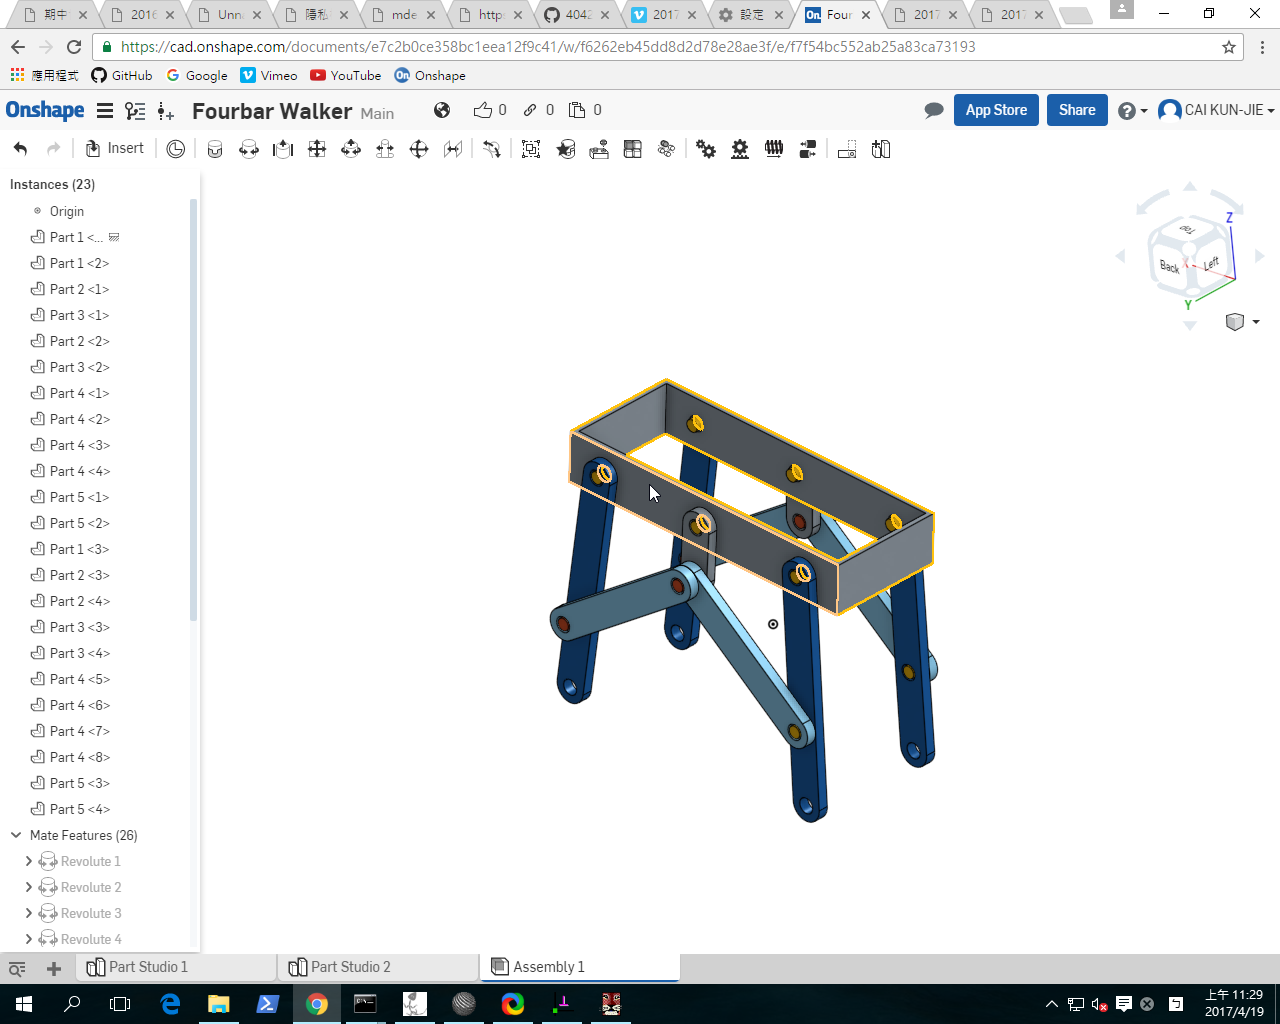 期中
2016
Unna
隱私
mde
https
4042
2017
設定
Four
2017
2017
https://cad.onshape.com/documents/e7c2b0ce358bc1eea12f9c41/w/f6262eb45dd8d2d78e28ae3f/e/f7f54bc552ab25a83ca73193
應用程式 GitHub Google Vimeo YouTube On Onshape
Onshape Fourbar Walker Main 0 0 0 App Store Share ? CAI KUN-JIE
Insert
Instances (23)
Origin
Part 1 <...
Part 1 <2>
Part 2 <1>
Part 3 <1>
Part 2 <2>
Part 3 <2>
Part 4 <1>
Part 4 <2>
Part 4 <3>
Part 4 <4>
Part 5 <1>
Part 5 <2>
Part 1 <3>
Part 2 <3>
Part 2 <4>
Part 3 <3>
Part 3 <4>
Part 4 <5>
Part 4 <6>
Part 4 <7>
Part 4 <8>
Part 5 <3>
Part 5 <4>
Mate Features (26)
Revolute 1
Revolute 2
Revolute 3
Revolute 4
Z
Top
Back X Left
Y
Part Studio 1 Part Studio 2 Assembly 1
上午 11:29
2017/4/19